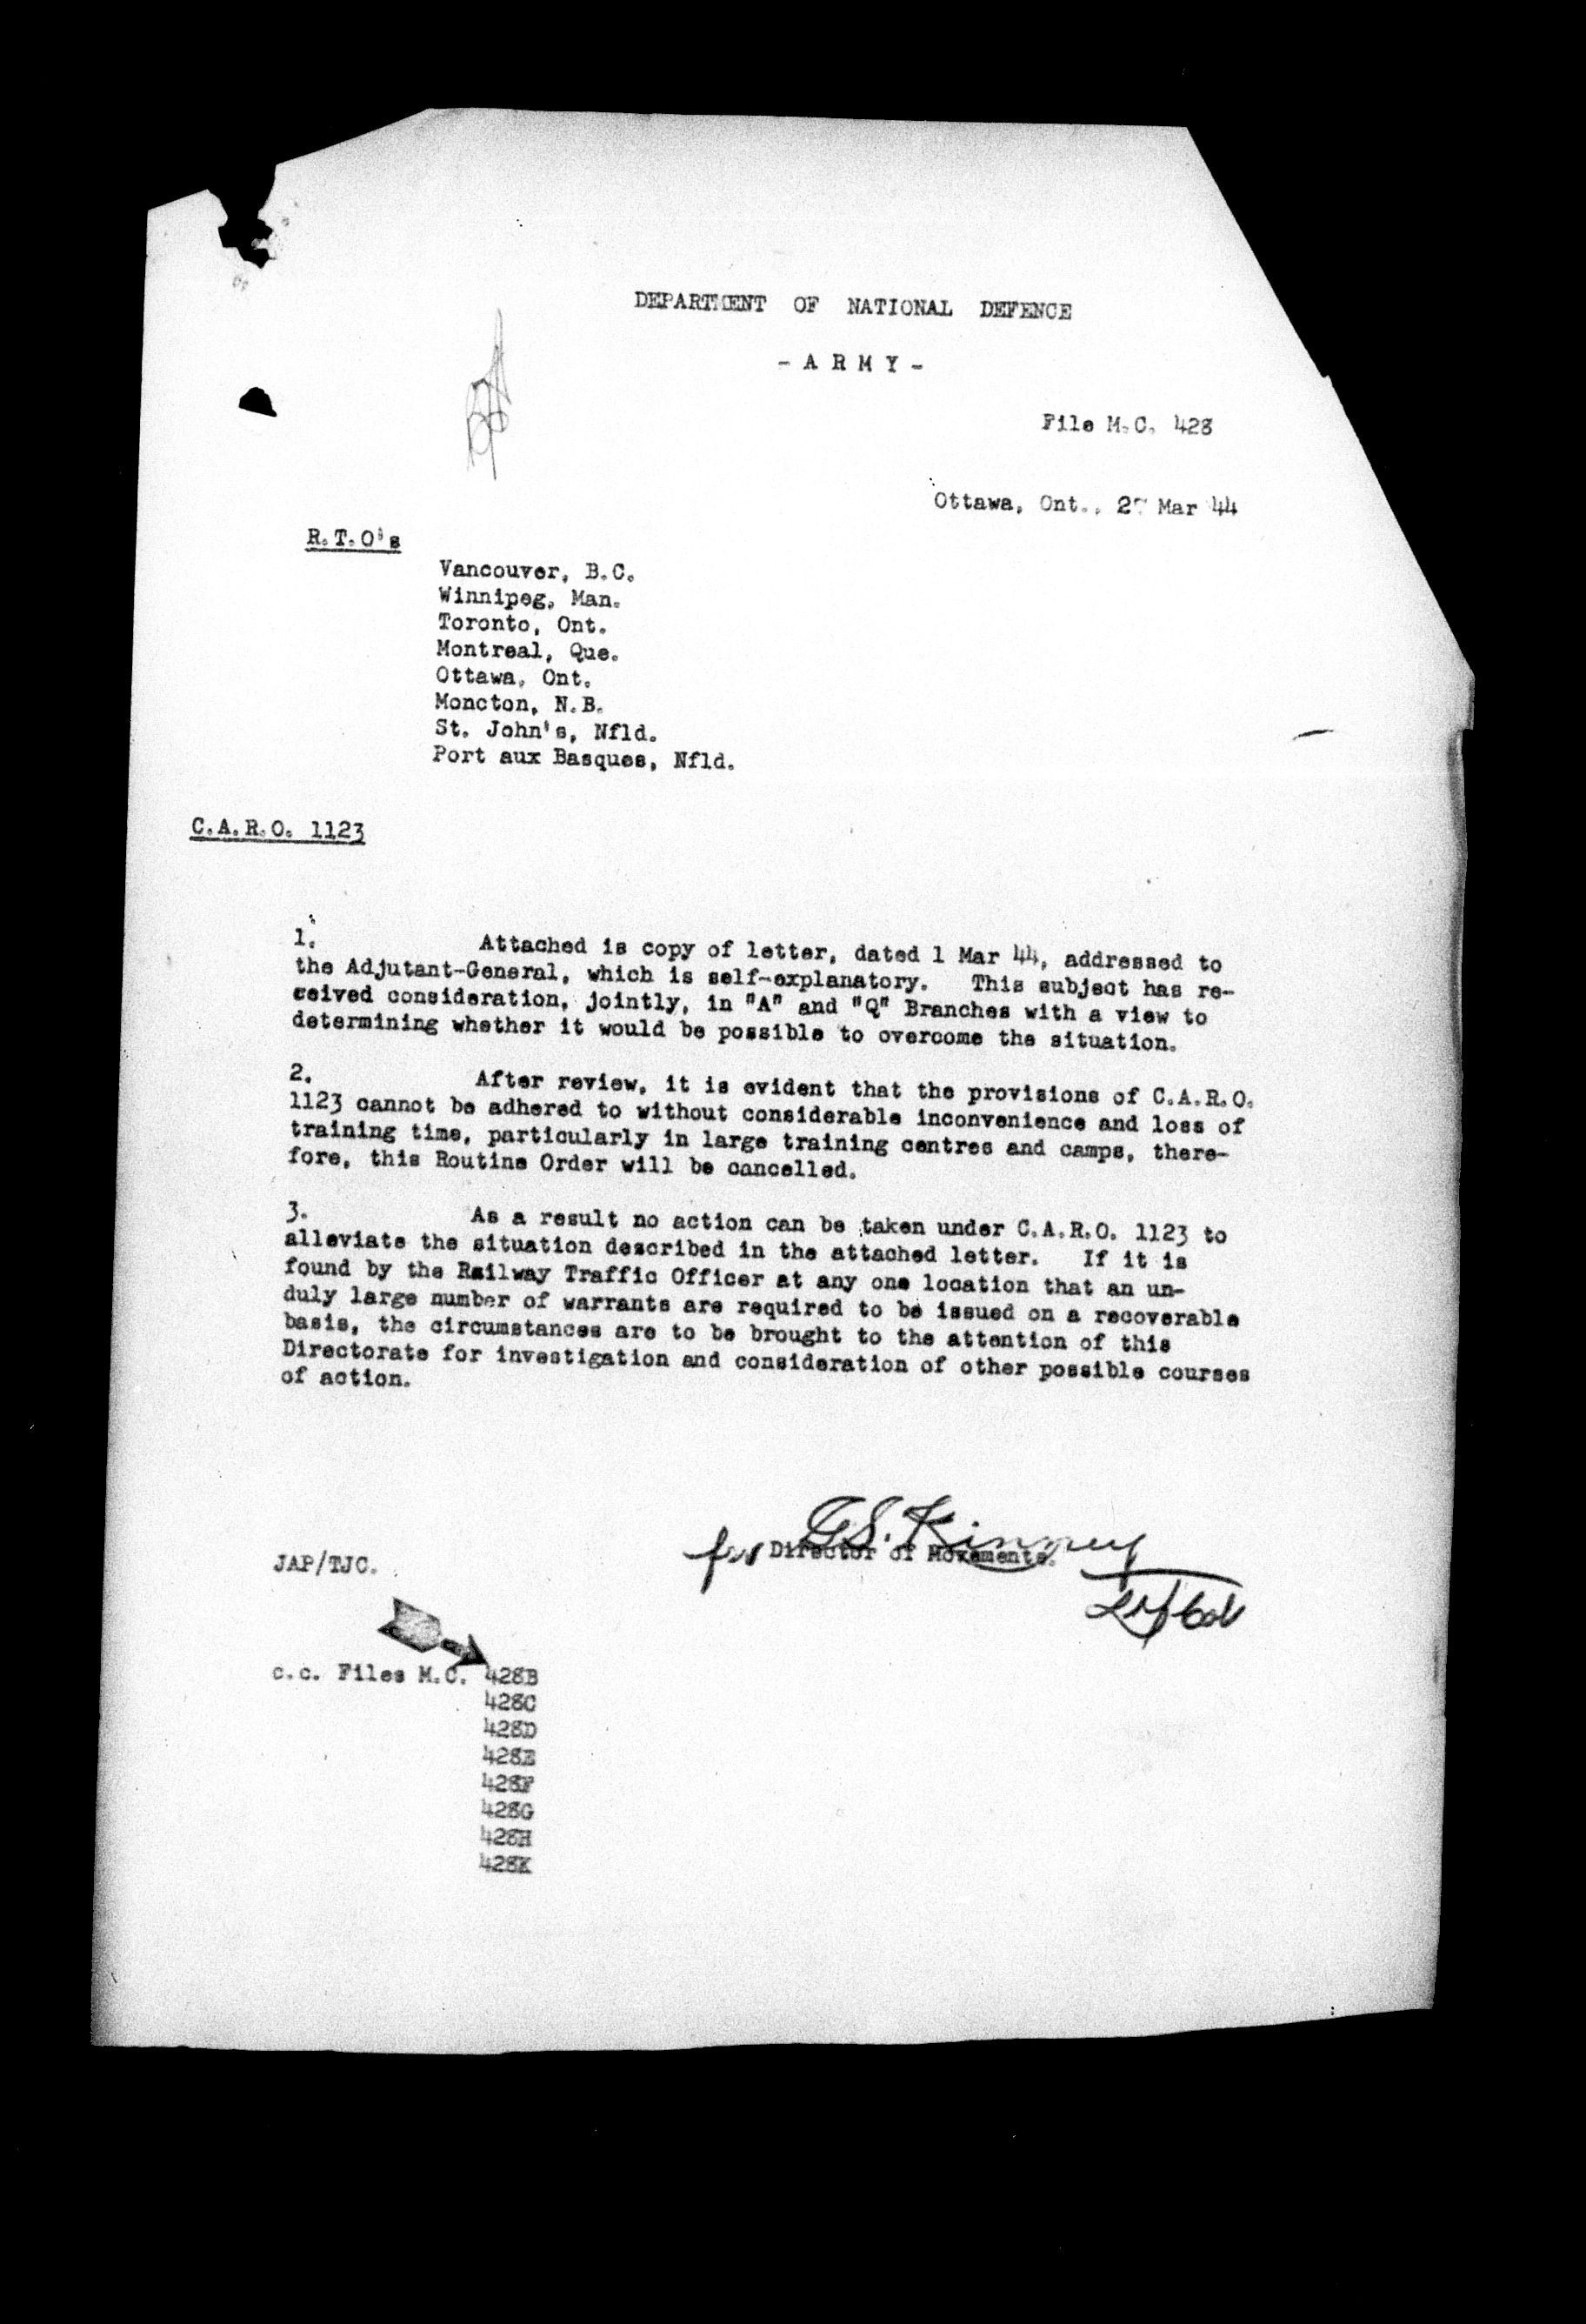 DEPARTMENT OF NATIONAL DEFENCE
- A R M Y -
File M.C. 428
Ottawa, Ont., Mar 44
R.T.O's
Vancouver, B.C.
Winnipeg, Man.
Toronto, Ont.
Montreal, Que.
Ottawa, Ont.
Moncton, N.B.
St. John's, Nfld.
Port aux Basques, Nfld.
C.A.R.O. 1123
1. Attached is copy of letter, dated 1 Mar 44, addressed to
the Adjutant-General, which is self-explanatory. This subject has re-
ceived consideration, jointly, in "A" and "Q" Branches with a view to
determining whether it would be possible to overcome the situation.
2. After review, it is evident that the provisions of C.A.R.O.
1123 cannot be adhered to without considerable inconvenience and loss of
training time, particularly in large training centres and camps, there-
fore, this Routine Order will be cancelled.
3. As a result no action can be taken under C.A.R.O. 1123 to
alleviate the situation described in the attached letter. If it is
found by the Railway Traffic Officer at any one location that an un-
duly large number of warrants are required to be issued on a recoverable
basis, the circumstances are to be brought to the attention of this
Directorate for investigation and consideration of other possible courses
of action.
Kinney
for Director of Movements.
JAP/TJC.
c.c. Files M.C. 428B
428C
428D
428E
428F
428G
428H
428K